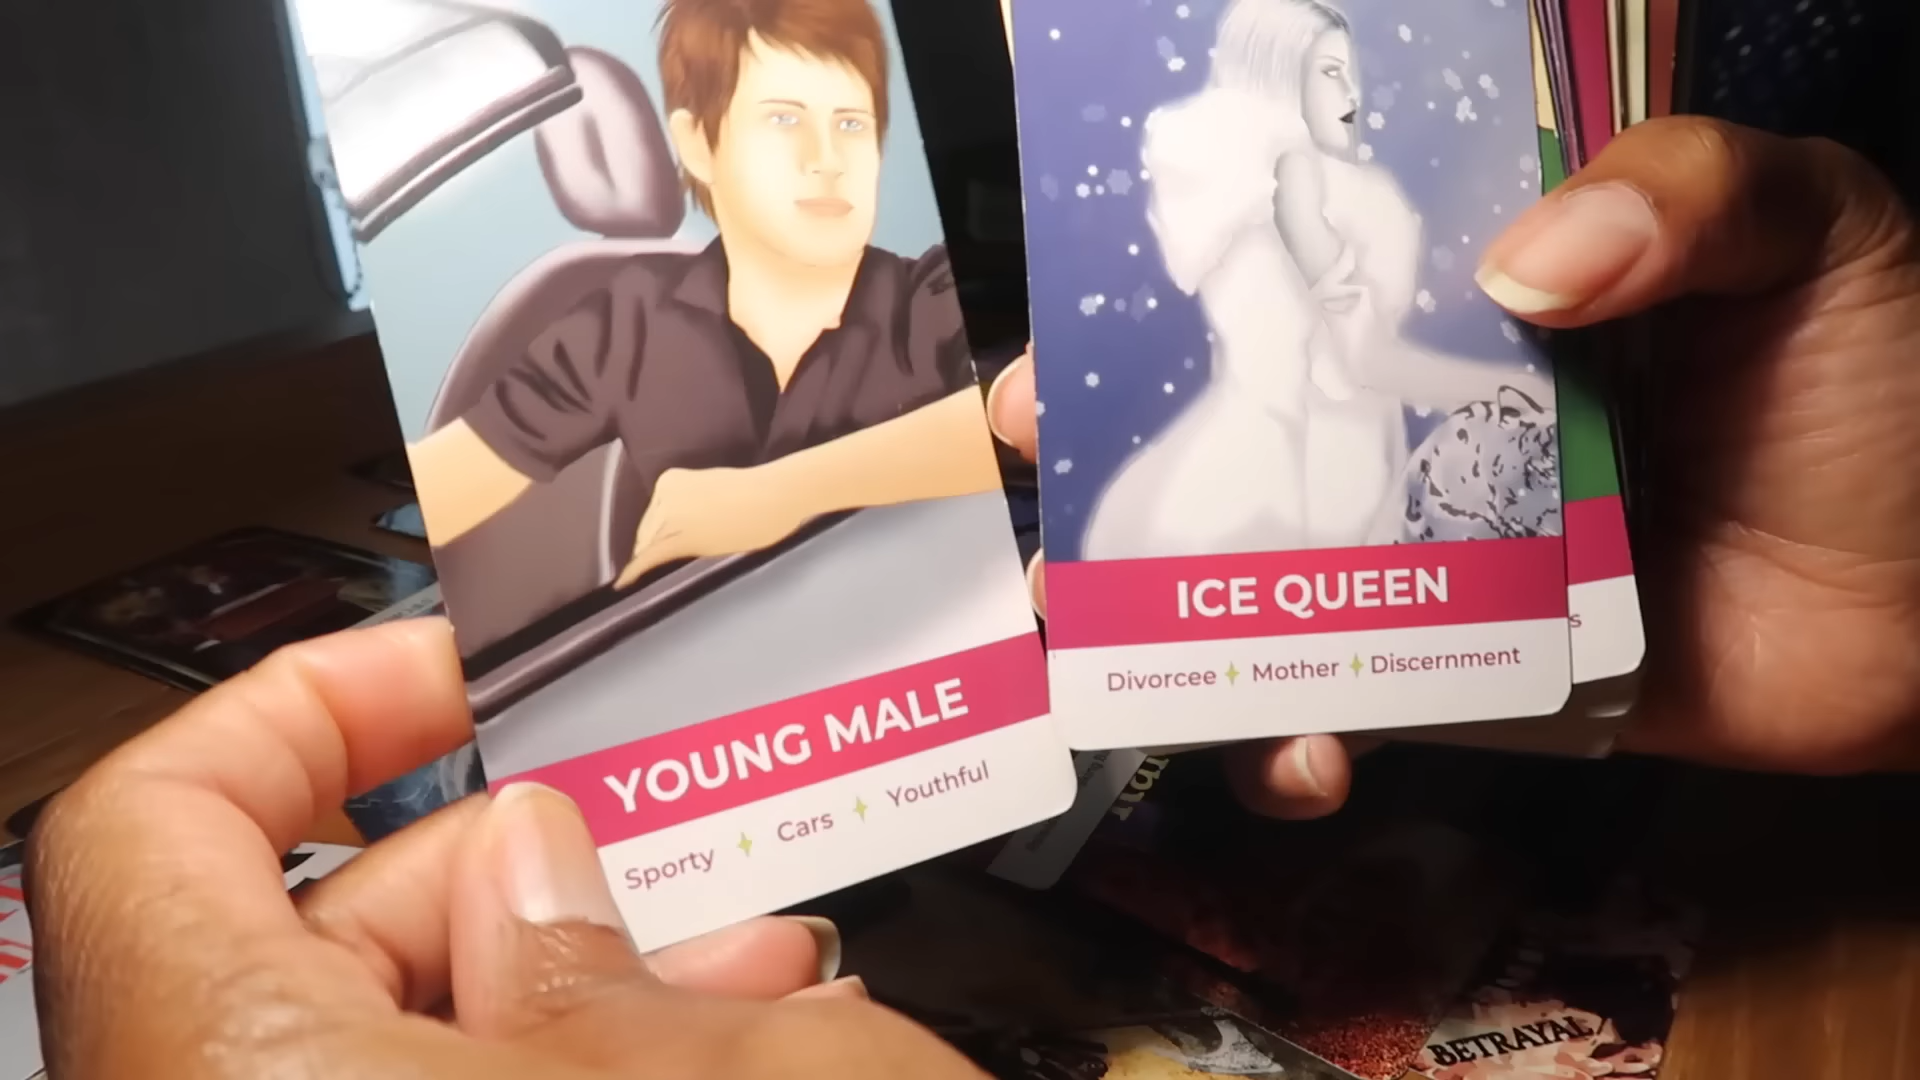 YOUNG MALE
Sporty Cars Youthful
ICE QUEEN
Divorcee Mother Discernment
s
BETRAYAL